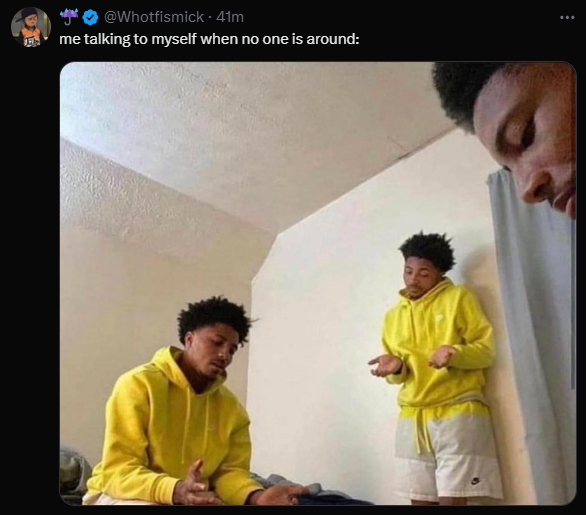 @Whotfismick · 41m
me talking to myself when no one is around: